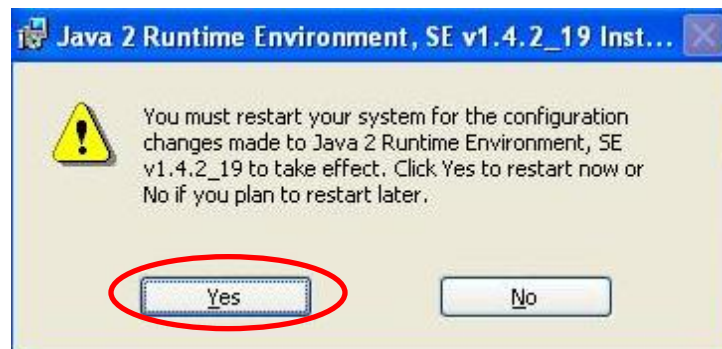 Java 2 Runtime Environment, SE v1.4.2_19 Inst...
You must restart your system for the configuration
changes made to Java 2 Runtime Environment, SE
v1.4.2_19 to take effect. Click Yes to restart now or
No if you plan to restart later.
Yes
No